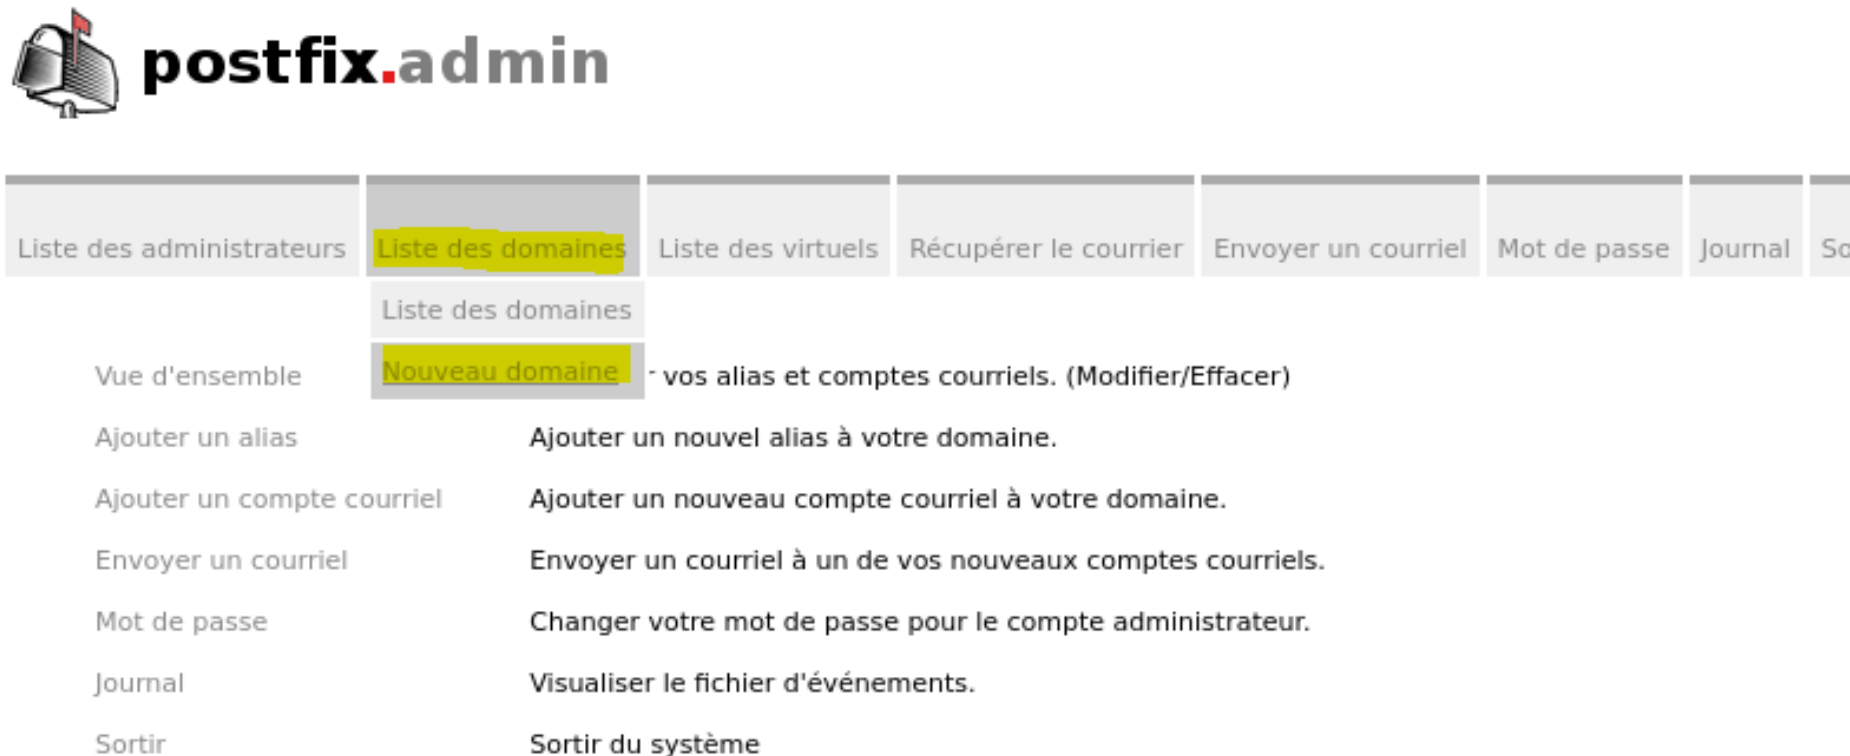 postfix.admin
Liste des administrateurs Liste des domaines Liste des virtuels Récupérer le courrier Envoyer un courriel Mot de passe Journal
Liste des domaines
Nouveau domaine
Vue d'ensemble vos alias et comptes courriels. (Modifier/Effacer)
Ajouter un alias Ajouter un nouvel alias à votre domaine.
Ajouter un compte courriel Ajouter un nouveau compte courriel à votre domaine.
Envoyer un courriel Envoyer un courriel à un de vos nouveaux comptes courriels.
Mot de passe Changer votre mot de passe pour le compte administrateur.
Journal Visualiser le fichier d'événements.
Sortir Sortir du système